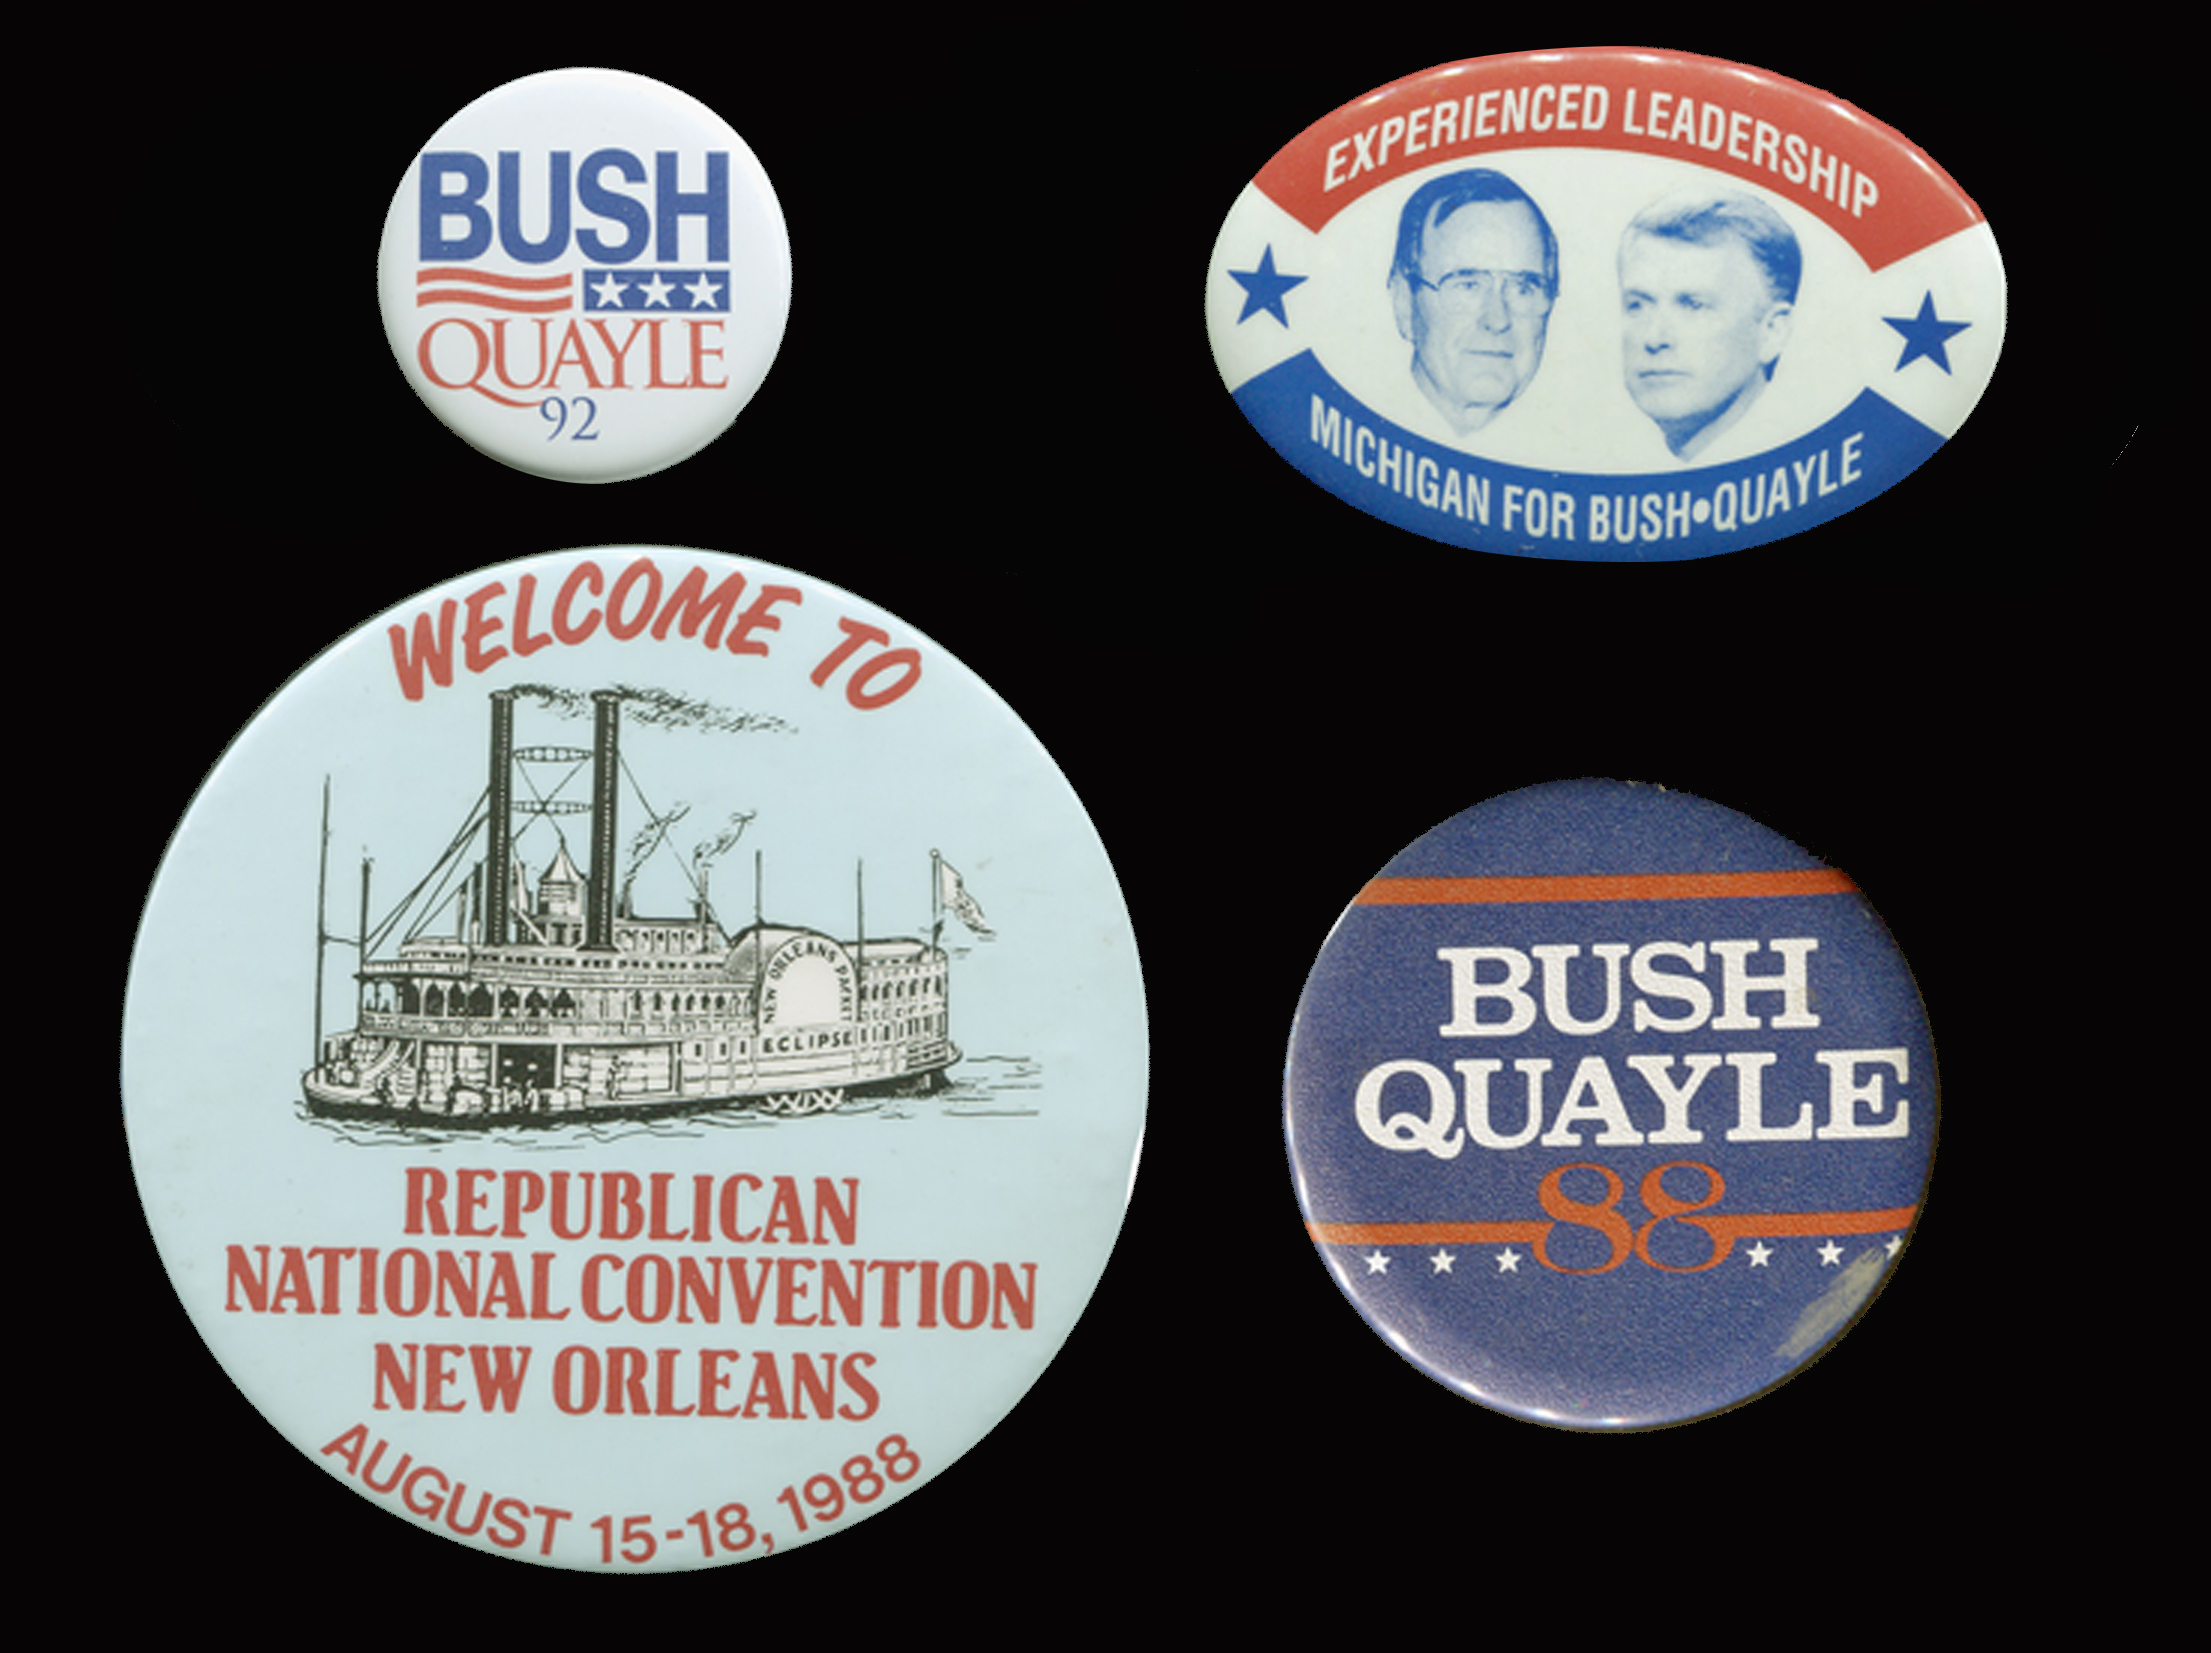 BUSH
QUAYLE
92
EXPERIENCED LEADERSHIP
MICHIGAN FOR BUSH•QUAYLE
WELCOME TO
NEW ORLEANS PACKET
ECLIPSE
REPUBLICAN
NATIONAL CONVENTION
NEW ORLEANS
AUGUST 15-18, 1988
BUSH
QUAYLE
88